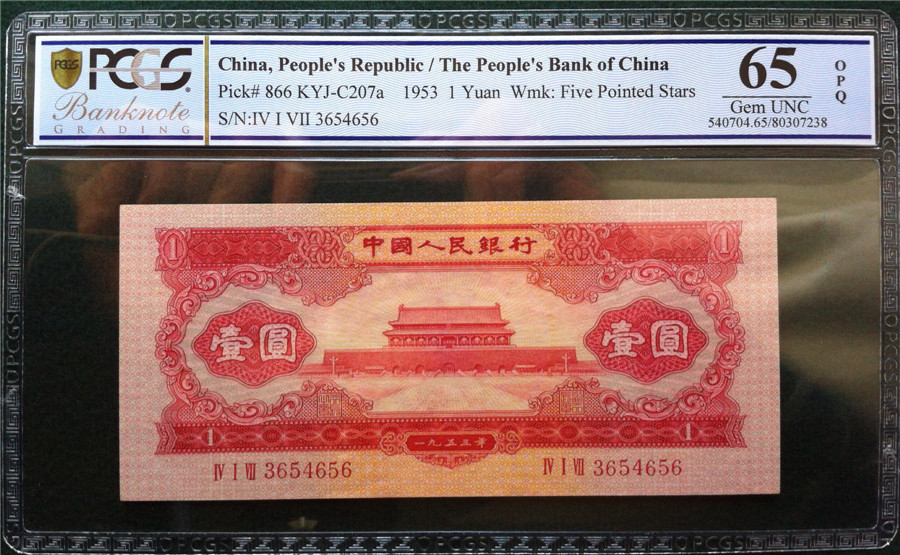 PCGS
Banknote
GRADING
China, People's Republic / The People's Bank of China
Pick# 866 KYJ-C207a 1953 1 Yuan Wmk: Five Pointed Stars
S/N:IV I VII 3654656
65
Gem UNC
OPQ
540704.65/80307238
1 中國人民銀行 1
壹圓 壹圓
1 一九五三年 1
IV I VII 3654656 IV I VII 3654656